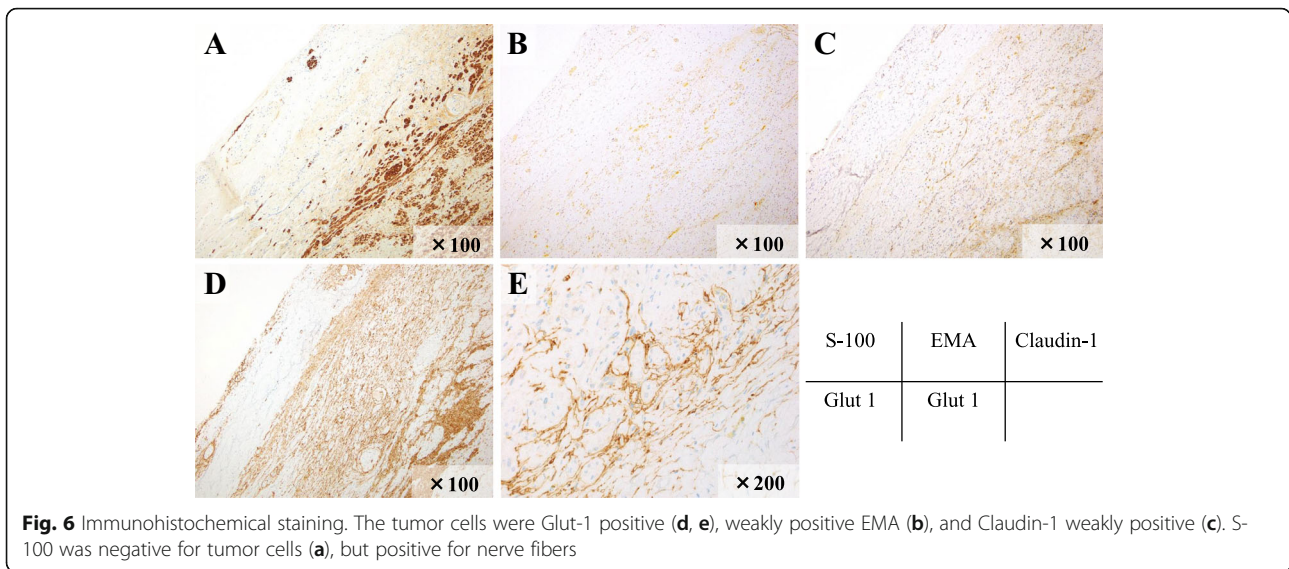 A
B
C
× 100
× 100
× 100
D
E
× 100
× 200
S-100 EMA Claudin-1
Glut 1 Glut 1
Fig. 6 Immunohistochemical staining. The tumor cells were Glut-1 positive (d, e), weakly positive EMA (b), and Claudin-1 weakly positive (c). S-
100 was negative for tumor cells (a), but positive for nerve fibers